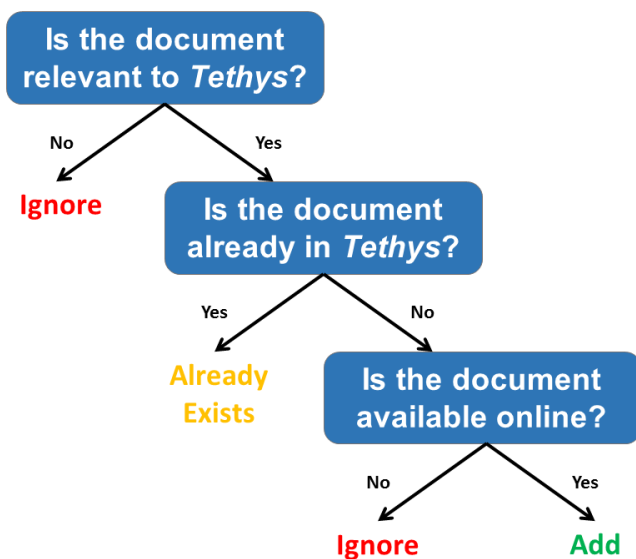 Is the document
relevant to Tethys?
No
Yes
Ignore
Is the document
already in Tethys?
Yes
No
Already
Exists
Is the document
available online?
No
Yes
Ignore
Add